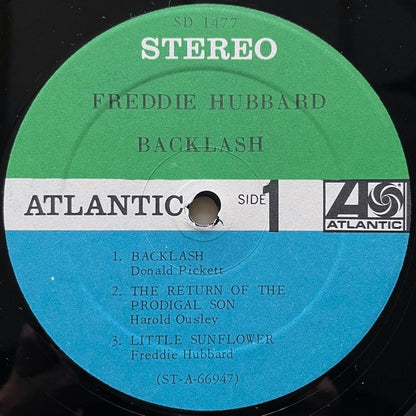 SD 1477
STEREO
FREDDIE HUBBARD
BACKLASH
ATLANTIC SIDE 1 ATLANTIC
1. BACKLASH
Donald Pickett
2. THE RETURN OF THE
PRODIGAL SON
Harold Ousley
3. LITTLE SUNFLOWER
Freddie Hubbard
(ST-A-66947)